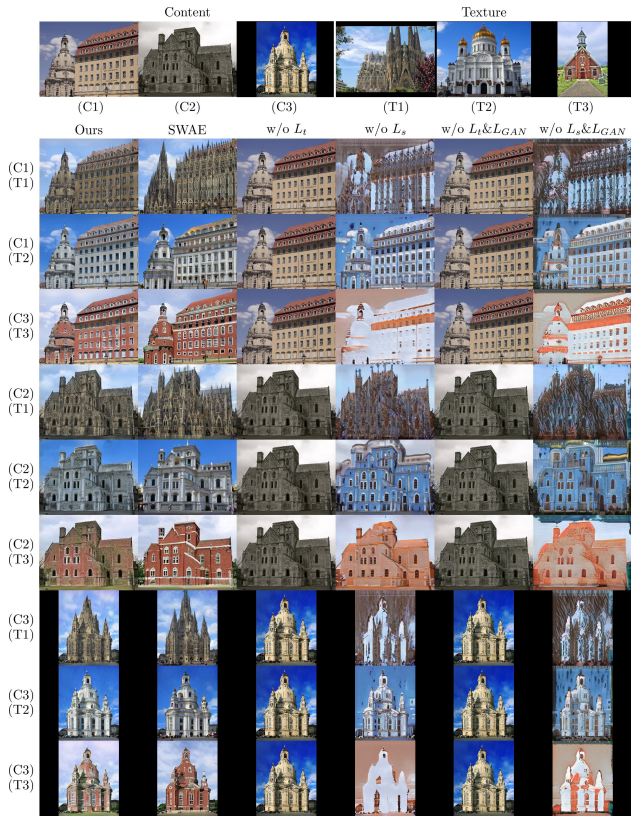 Content Texture
(C1) (C2) (C3) (T1) (T2) (T3)
Ours SWAE w/o L_t w/o L_s w/o L_t&L_GAN w/o L_s&L_GAN
(C1)
(T1)
(C1)
(T2)
(C3)
(T3)
(C2)
(T1)
(C2)
(T2)
(C2)
(T3)
(C3)
(T1)
(C3)
(T2)
(C3)
(T3)